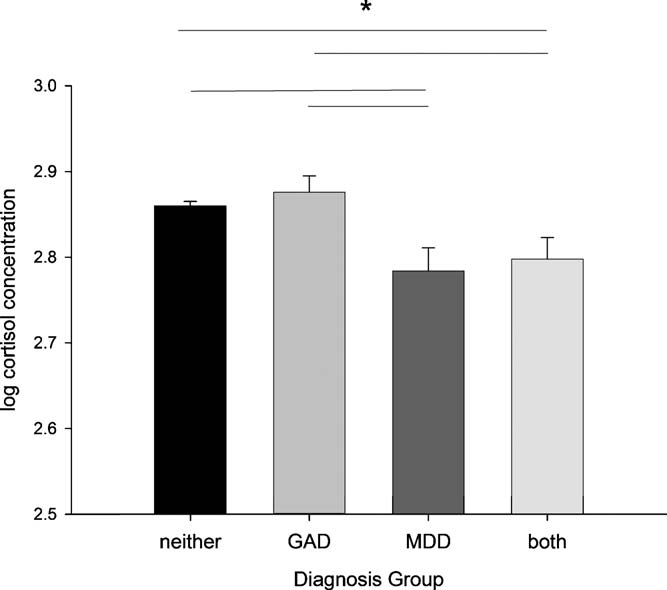 *
3.0
2.9
2.8
2.7
2.6
2.5
log cortisol concentration
neither GAD MDD both
Diagnosis Group